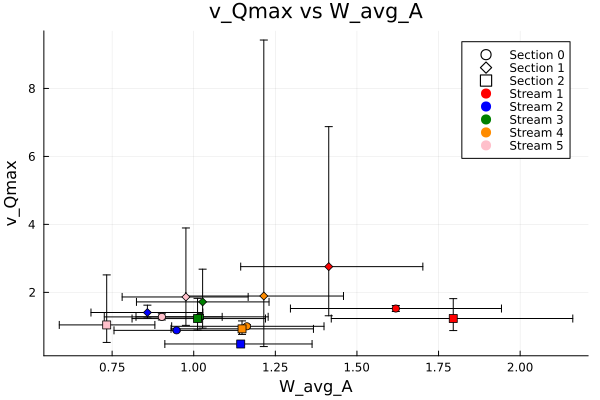 v_Qmax vs W_avg_A
Section 0
Section 1
Section 2
Stream 1
Stream 2
Stream 3
Stream 4
Stream 5
v_Qmax
8
6
4
2
0.75
1.00
1.25
1.50
1.75
2.00
W_avg_A